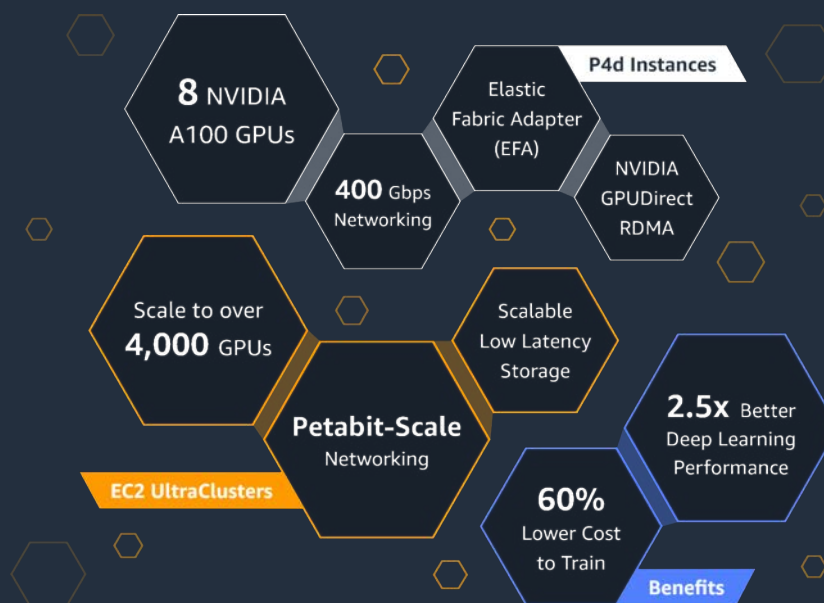 P4d Instances
8 NVIDIA
A100 GPUs
400 Gbps
Networking
Elastic
Fabric Adapter
(EFA)
NVIDIA
GPUDirect
RDMA
Scale to over
4,000 GPUs
Petabit-Scale
Networking
Scalable
Low Latency
Storage
EC2 UltraClusters
2.5x Better
Deep Learning
Performance
60%
Lower Cost
to Train
Benefits